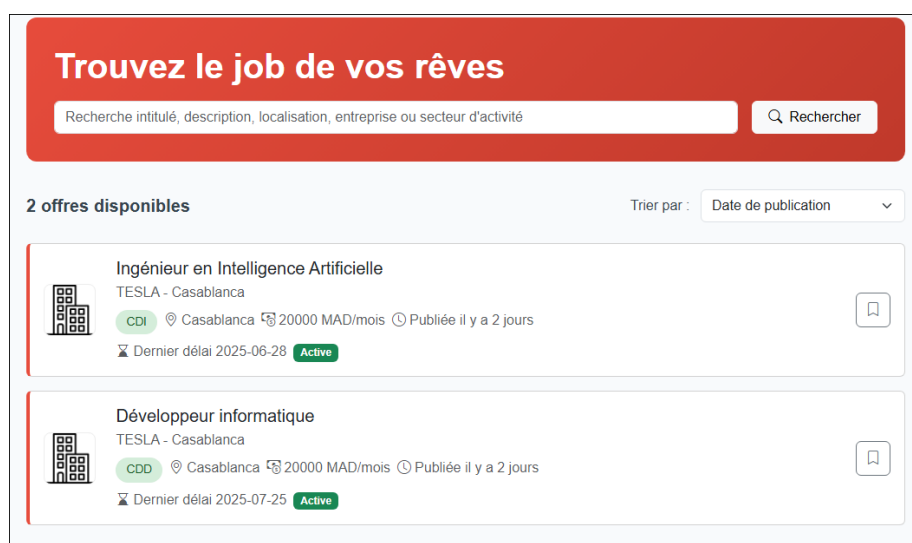 Trouvez le job de vos rêves
Recherche intitulé, description, localisation, entreprise ou secteur d'activité
Rechercher
2 offres disponibles
Trier par :
Date de publication
Ingénieur en Intelligence Artificielle
TESLA - Casablanca
CDI Casablanca 20000 MAD/mois Publiée il y a 2 jours
Dernier délai 2025-06-28 Active
Développeur informatique
TESLA - Casablanca
CDD Casablanca 20000 MAD/mois Publiée il y a 2 jours
Dernier délai 2025-07-25 Active